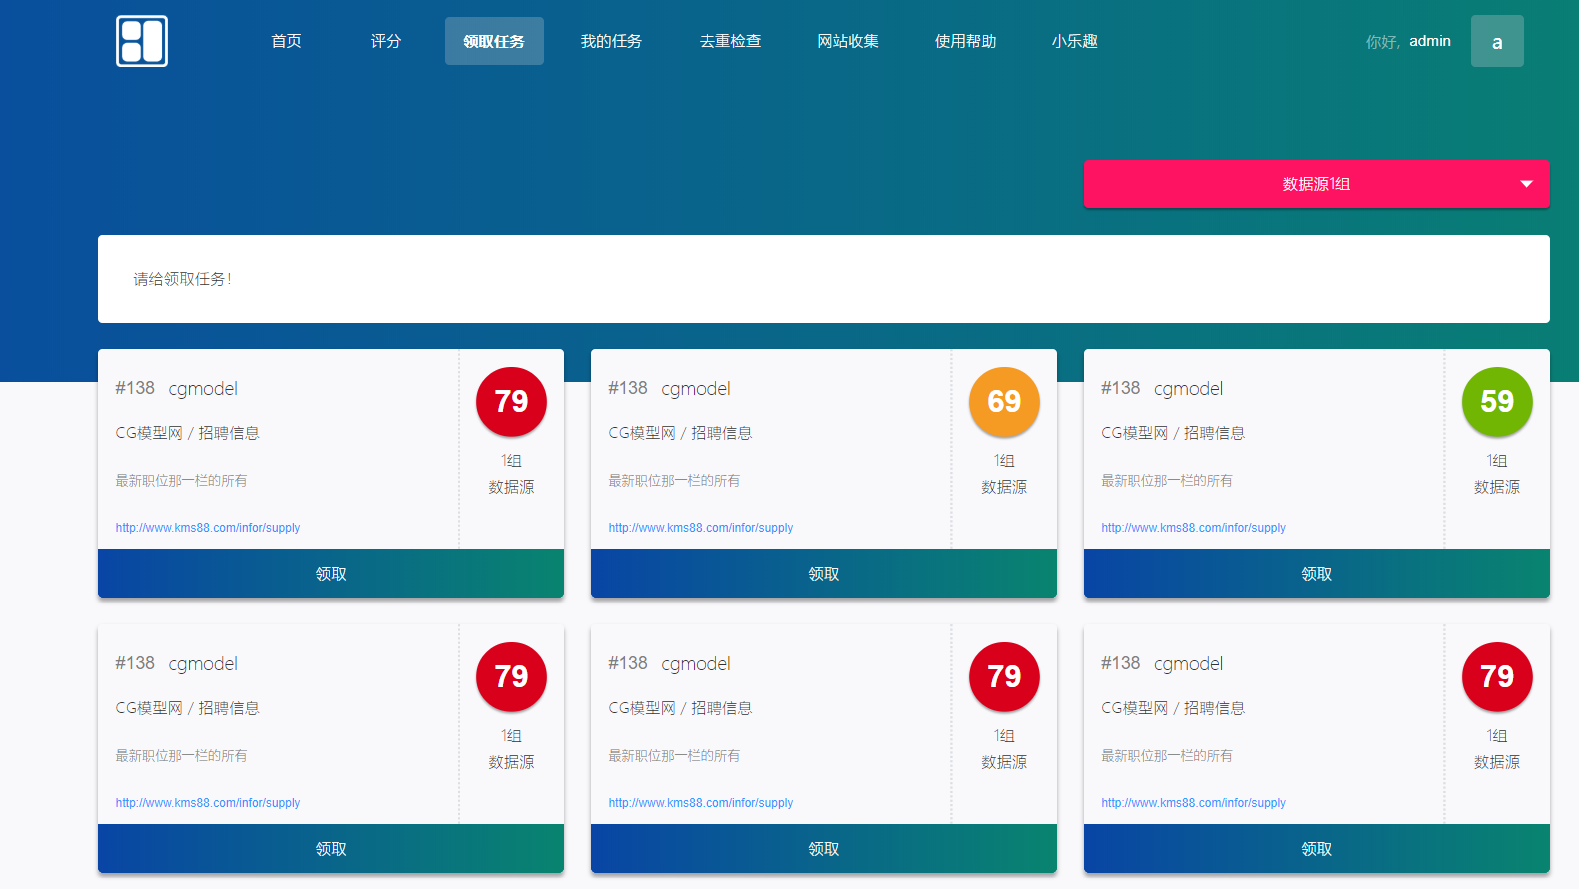 首页 评分 领取任务 我的任务 去重检查 网站收集 使用帮助 小乐趣 你好, admin a
数据源1组
请给领取任务!
#138 cgmodel 79
CG模型网 / 招聘信息
1组
最新职位那一栏的所有
数据源
http://www.kms88.com/infor/supply
领取
#138 cgmodel 69
CG模型网 / 招聘信息
1组
最新职位那一栏的所有
数据源
http://www.kms88.com/infor/supply
领取
#138 cgmodel 59
CG模型网 / 招聘信息
1组
最新职位那一栏的所有
数据源
http://www.kms88.com/infor/supply
领取
#138 cgmodel 79
CG模型网 / 招聘信息
1组
最新职位那一栏的所有
数据源
http://www.kms88.com/infor/supply
领取
#138 cgmodel 79
CG模型网 / 招聘信息
1组
最新职位那一栏的所有
数据源
http://www.kms88.com/infor/supply
领取
#138 cgmodel 79
CG模型网 / 招聘信息
1组
最新职位那一栏的所有
数据源
http://www.kms88.com/infor/supply
领取